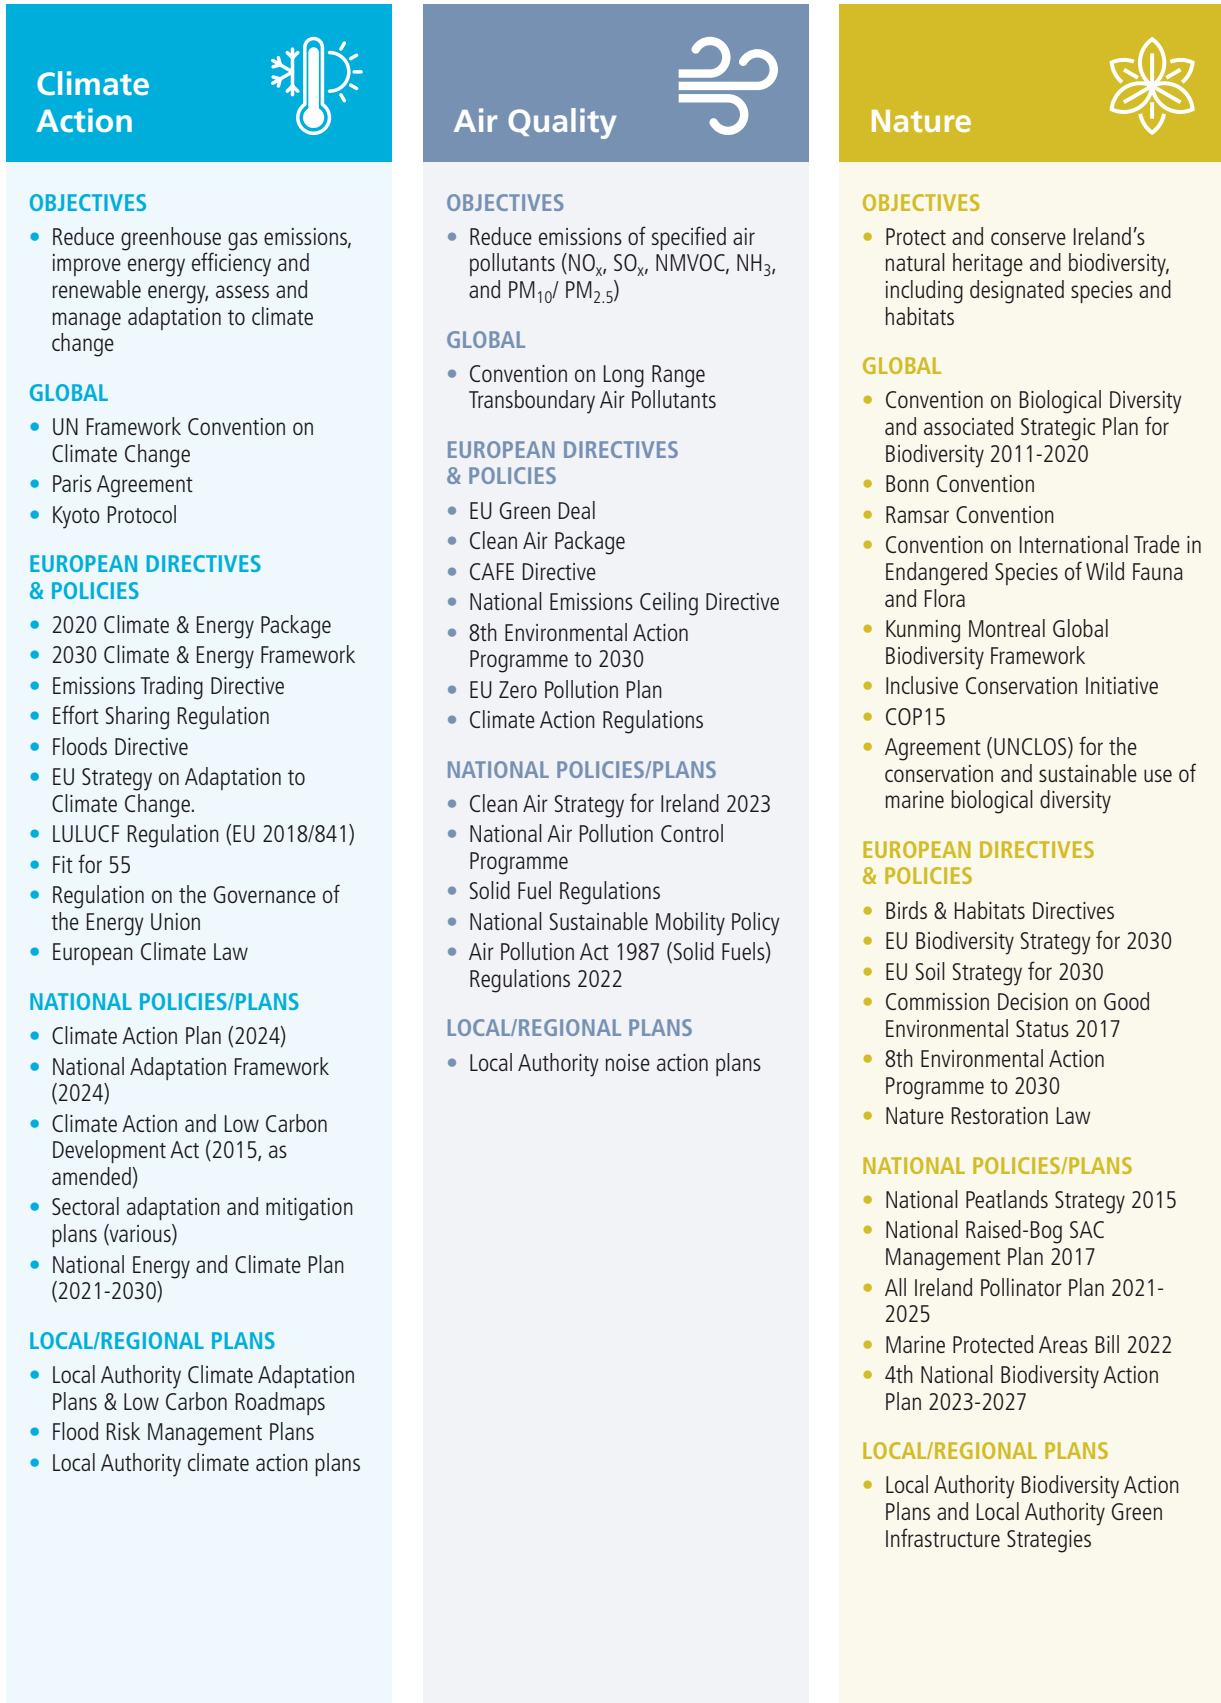 Climate
Action
OBJECTIVES
• Reduce greenhouse gas emissions,
improve energy efficiency and
renewable energy, assess and
manage adaptation to climate
change
GLOBAL
• UN Framework Convention on
Climate Change
• Paris Agreement
• Kyoto Protocol
EUROPEAN DIRECTIVES
& POLICIES
• 2020 Climate & Energy Package
• 2030 Climate & Energy Framework
• Emissions Trading Directive
• Effort Sharing Regulation
• Floods Directive
• EU Strategy on Adaptation to
Climate Change.
• LULUCF Regulation (EU 2018/841)
• Fit for 55
• Regulation on the Governance of
the Energy Union
• European Climate Law
NATIONAL POLICIES/PLANS
• Climate Action Plan (2024)
• National Adaptation Framework
(2024)
• Climate Action and Low Carbon
Development Act (2015, as
amended)
• Sectoral adaptation and mitigation
plans (various)
• National Energy and Climate Plan
(2021-2030)
LOCAL/REGIONAL PLANS
• Local Authority Climate Adaptation
Plans & Low Carbon Roadmaps
• Flood Risk Management Plans
• Local Authority climate action plans
Air Quality
OBJECTIVES
• Reduce emissions of specified air
pollutants (NOx, SOx, NMVOC, NH3,
and PM10/ PM2.5)
GLOBAL
• Convention on Long Range
Transboundary Air Pollutants
EUROPEAN DIRECTIVES
& POLICIES
• EU Green Deal
• Clean Air Package
• CAFE Directive
• National Emissions Ceiling Directive
• 8th Environmental Action
Programme to 2030
• EU Zero Pollution Plan
• Climate Action Regulations
NATIONAL POLICIES/PLANS
• Clean Air Strategy for Ireland 2023
• National Air Pollution Control
Programme
• Solid Fuel Regulations
• National Sustainable Mobility Policy
• Air Pollution Act 1987 (Solid Fuels)
Regulations 2022
LOCAL/REGIONAL PLANS
• Local Authority noise action plans
Nature
OBJECTIVES
• Protect and conserve Ireland’s
natural heritage and biodiversity,
including designated species and
habitats
GLOBAL
• Convention on Biological Diversity
and associated Strategic Plan for
Biodiversity 2011-2020
• Bonn Convention
• Ramsar Convention
• Convention on International Trade in
Endangered Species of Wild Fauna
and Flora
• Kunming Montreal Global
Biodiversity Framework
• Inclusive Conservation Initiative
• COP15
• Agreement (UNCLOS) for the
conservation and sustainable use of
marine biological diversity
EUROPEAN DIRECTIVES
& POLICIES
• Birds & Habitats Directives
• EU Biodiversity Strategy for 2030
• EU Soil Strategy for 2030
• Commission Decision on Good
Environmental Status 2017
• 8th Environmental Action
Programme to 2030
• Nature Restoration Law
NATIONAL POLICIES/PLANS
• National Peatlands Strategy 2015
• National Raised-Bog SAC
Management Plan 2017
• All Ireland Pollinator Plan 2021-
2025
• Marine Protected Areas Bill 2022
• 4th National Biodiversity Action
Plan 2023-2027
LOCAL/REGIONAL PLANS
• Local Authority Biodiversity Action
Plans and Local Authority Green
Infrastructure Strategies